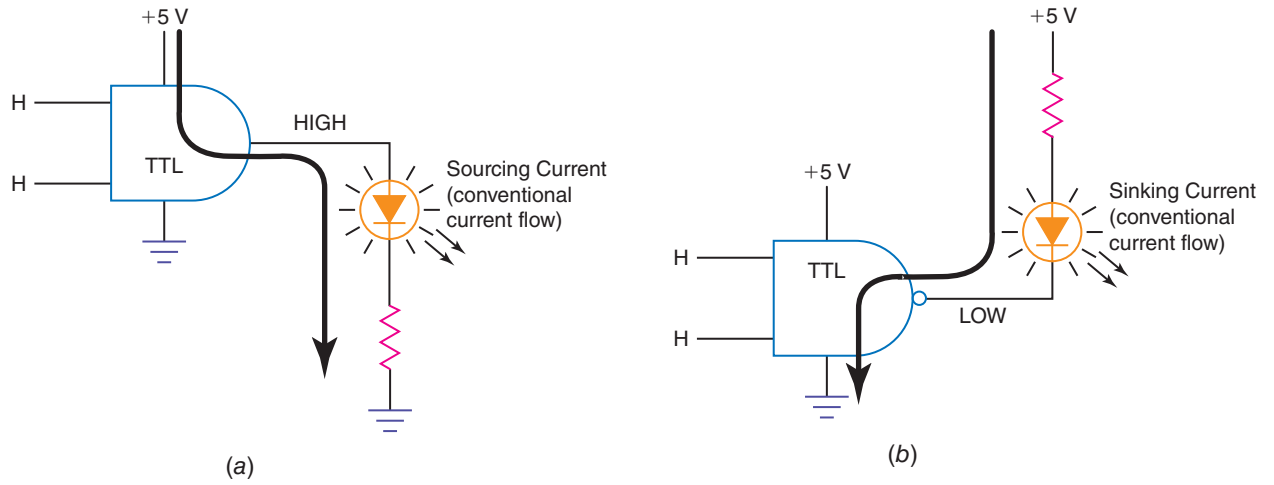 +5 V
H
H
TTL
HIGH
Sourcing Current
(conventional
current flow)
(a)
+5 V
+5 V
H
H
TTL
LOW
Sinking Current
(conventional
current flow)
(b)